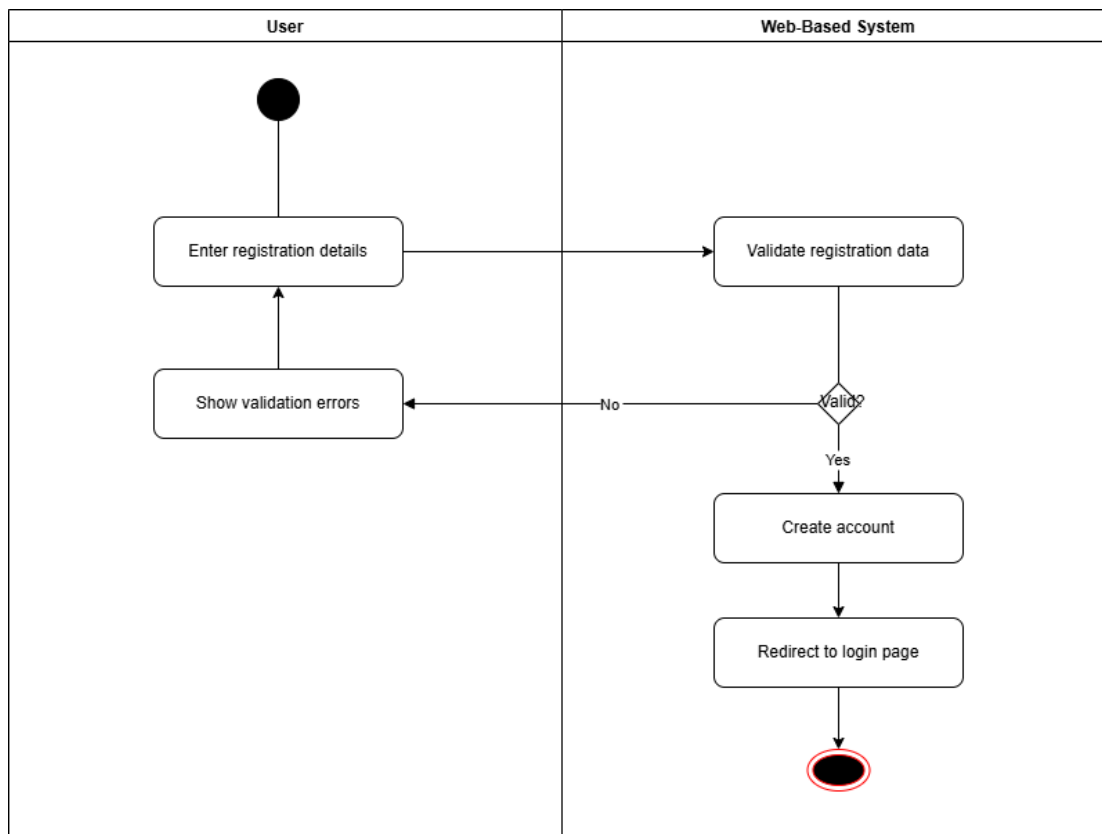 User
Web-Based System
Enter registration details
Validate registration data
Show validation errors
No
Valid?
Yes
Create account
Redirect to login page